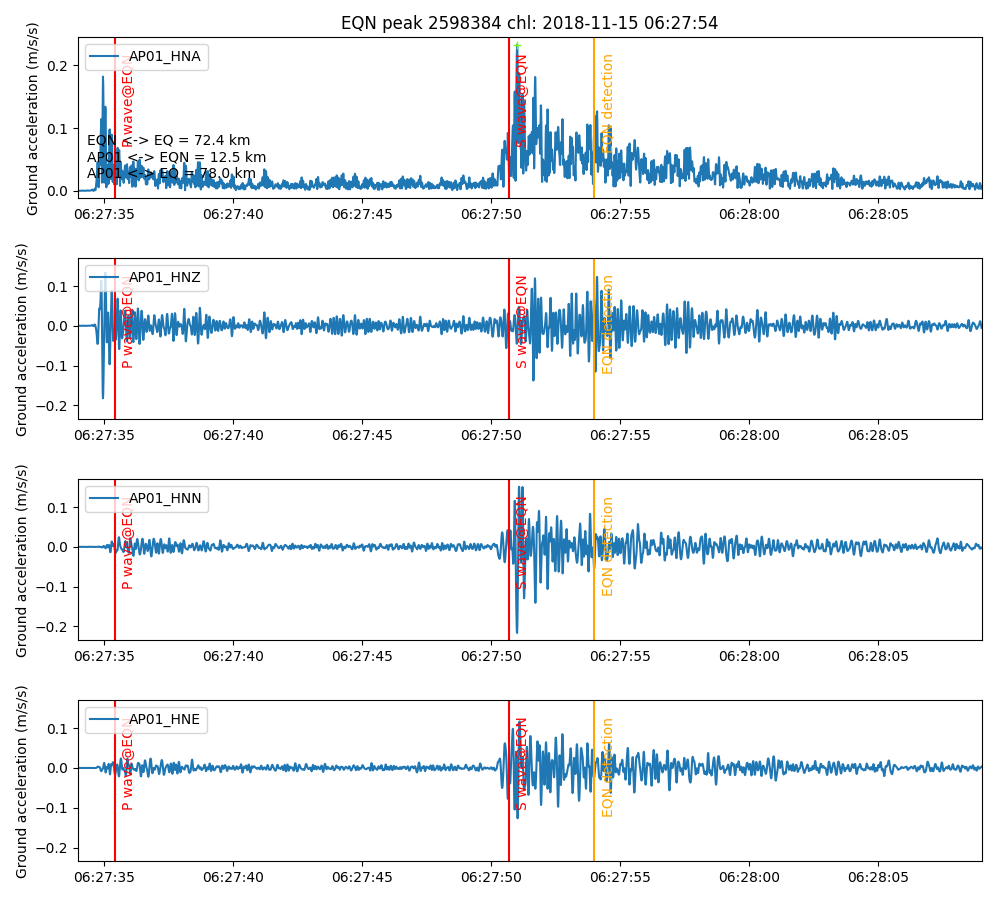 EQN peak 2598384 chl: 2018-11-15 06:27:54
Ground acceleration (m/s/s)
0.2
0.1
0.0
AP01_HNA
P wave@EQN
S wave@EQN
EQN detection
EQN <-> EQ = 72.4 km
AP01 <-> EQN = 12.5 km
AP01 <-> EQ = 78.0 km
06:27:35 06:27:40 06:27:45 06:27:50 06:27:55 06:28:00 06:28:05
Ground acceleration (m/s/s)
0.1
0.0
−0.1
−0.2
AP01_HNZ
P wave@EQN
S wave@EQN
EQN detection
06:27:35 06:27:40 06:27:45 06:27:50 06:27:55 06:28:00 06:28:05
Ground acceleration (m/s/s)
0.1
0.0
−0.1
−0.2
AP01_HNN
P wave@EQN
S wave@EQN
EQN detection
06:27:35 06:27:40 06:27:45 06:27:50 06:27:55 06:28:00 06:28:05
Ground acceleration (m/s/s)
0.1
0.0
−0.1
−0.2
AP01_HNE
P wave@EQN
S wave@EQN
EQN detection
06:27:35 06:27:40 06:27:45 06:27:50 06:27:55 06:28:00 06:28:05